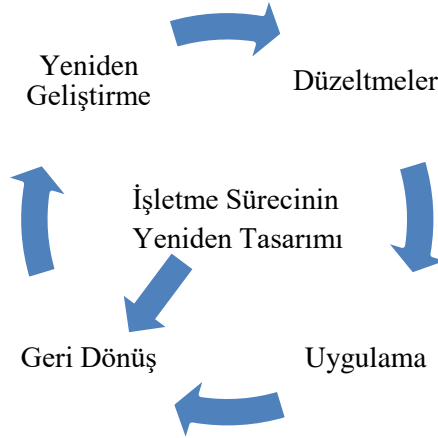 Yeniden
Geliştirme
Düzeltmeler
İşletme Sürecinin
Yeniden Tasarımı
Geri Dönüş
Uygulama